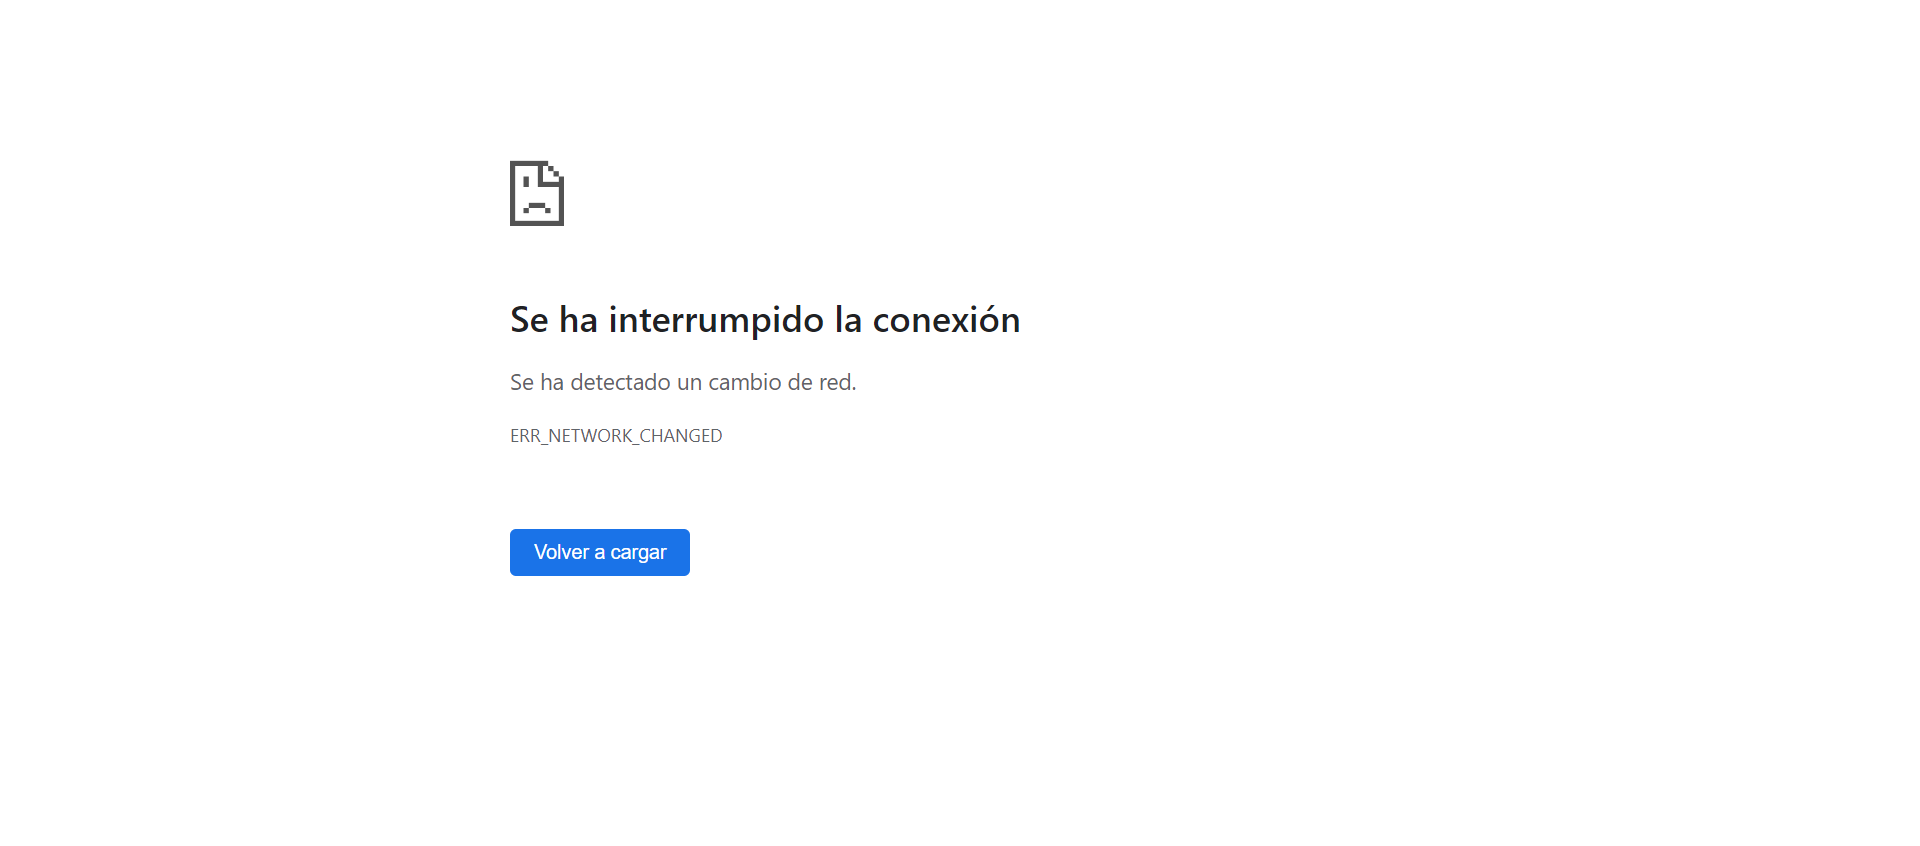 Se ha interrumpido la conexión
Se ha detectado un cambio de red.
ERR_NETWORK_CHANGED
Volver a cargar